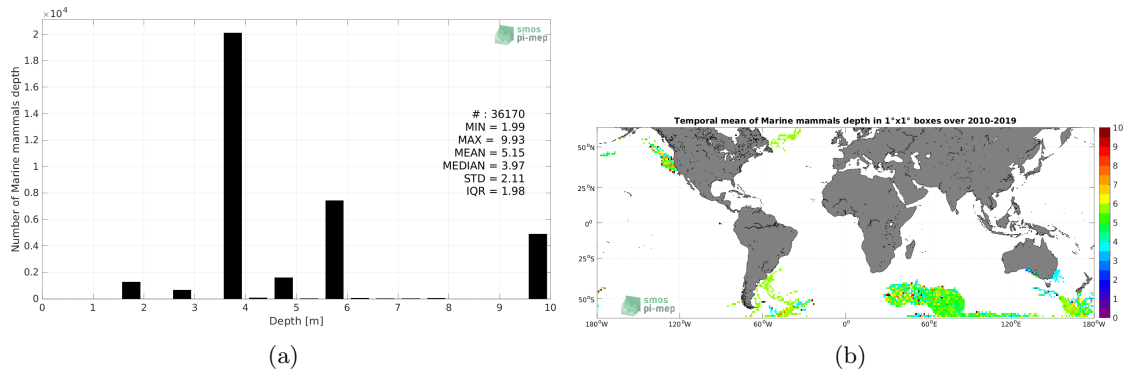 ×10⁴
2
1.8
1.6
1.4
1.2
1
0.8
0.6
0.4
0.2
0
Number of Marine mammals depth
smos
pi-mep
# : 36170
MIN = 1.99
MAX = 9.93
MEAN = 5.15
MEDIAN = 3.97
STD = 2.11
IQR = 1.98
0 1 2 3 4 5 6 7 8 9 10
Depth [m]
(a)
Temporal mean of Marine mammals depth in 1°x1° boxes over 2010-2019
50°N
25°N
0°
25°S
50°S
smos
pi-mep
180°W 120°W 60°W 0° 60°E 120°E 180°W
10
9
8
7
6
5
4
3
2
1
0
(b)